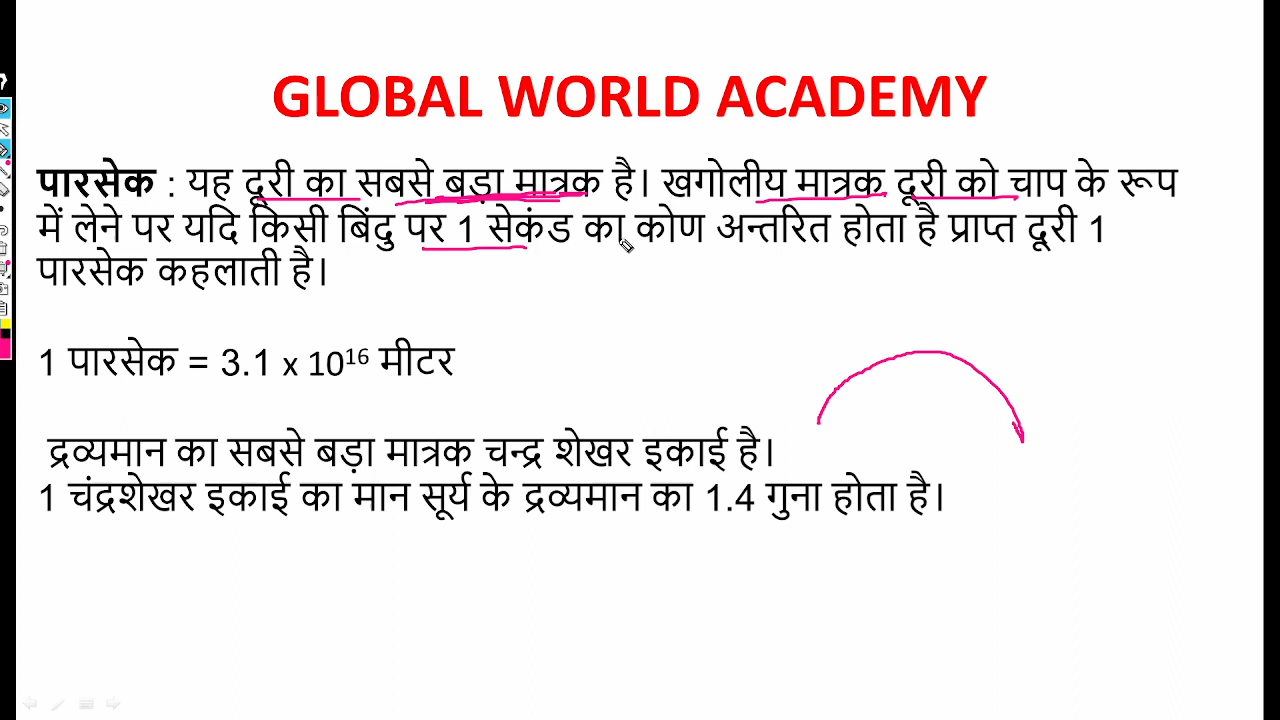 GLOBAL WORLD ACADEMY
पारसेक : यह दूरी का सबसे बड़ा मात्रक है। खगोलीय मात्रक दूरी को चाप के रूप
में लेने पर यदि किसी बिंदु पर 1 सेकंड का कोण अन्तरित होता है प्राप्त दूरी 1
पारसेक कहलाती है।
1 पारसेक = 3.1 x 10¹⁶ मीटर
द्रव्यमान का सबसे बड़ा मात्रक चन्द्र शेखर इकाई है।
1 चंद्रशेखर इकाई का मान सूर्य के द्रव्यमान का 1.4 गुना होता है।